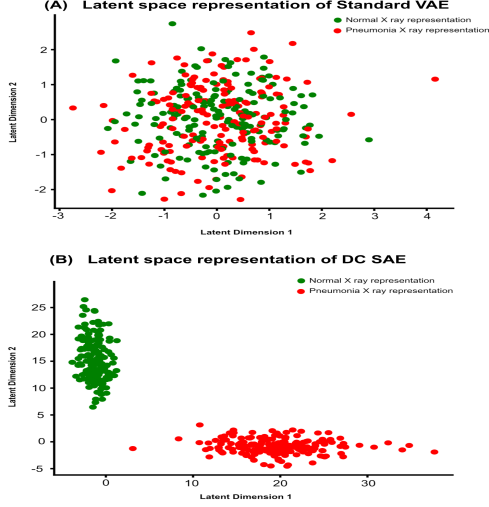 (A) Latent space representation of Standard VAE
Normal X ray representation
Pneumonia X ray representation
Latent Dimension 2
2
1
0
-1
-2
-3 -2 -1 0 1 2 3 4
Latent Dimension 1
(B) Latent space representation of DC SAE
Normal X ray representation
Pneumonia X ray representation
Latent Dimension 2
25
20
15
10
5
0
-5
0 10 20 30
Latent Dimension 1